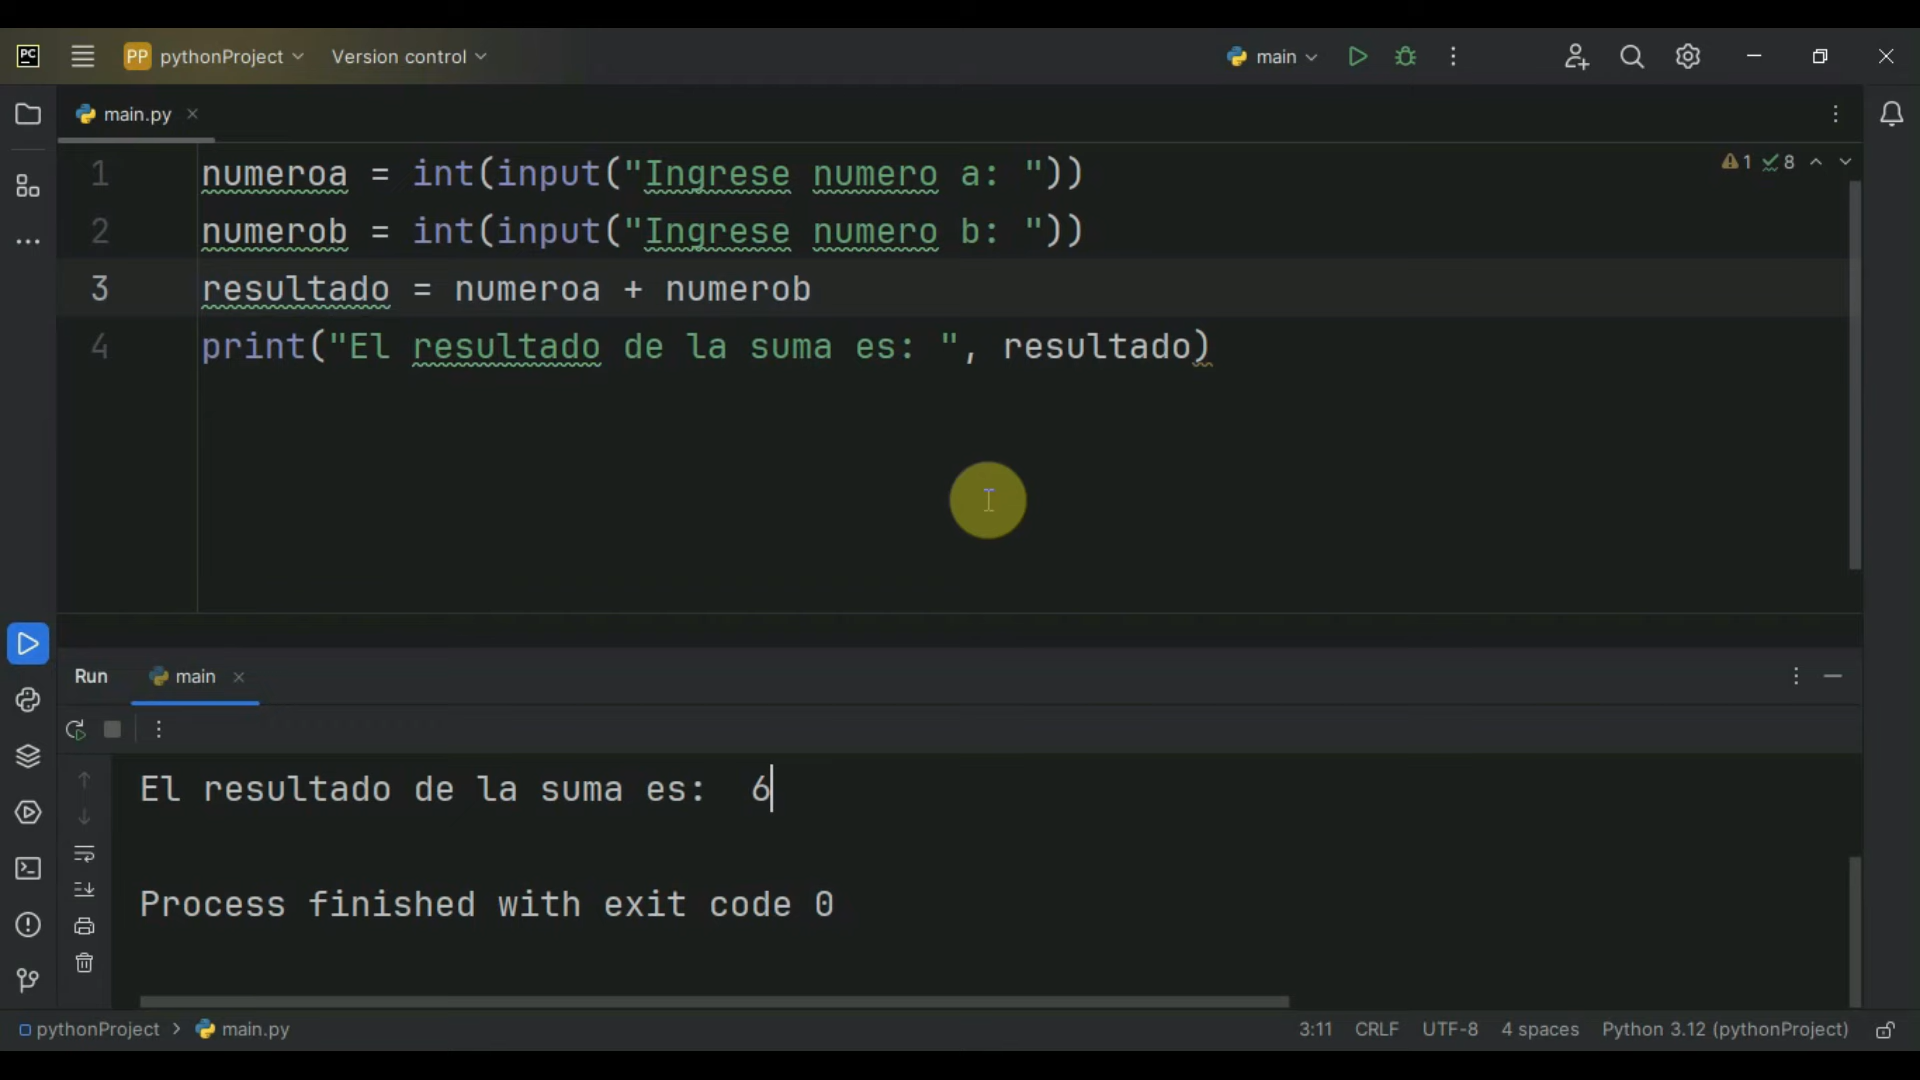 PC PP pythonProject Version control main
main.py
1 numeroa = int(input("Ingrese numero a: "))
1 8
2 numerob = int(input("Ingrese numero b: "))
3 resultado = numeroa + numerob
4 print("El resultado de la suma es: ", resultado)
Run main
El resultado de la suma es:  6
Process finished with exit code 0
pythonProject > main.py 3:11 CRLF UTF-8 4 spaces Python 3.12 (pythonProject)